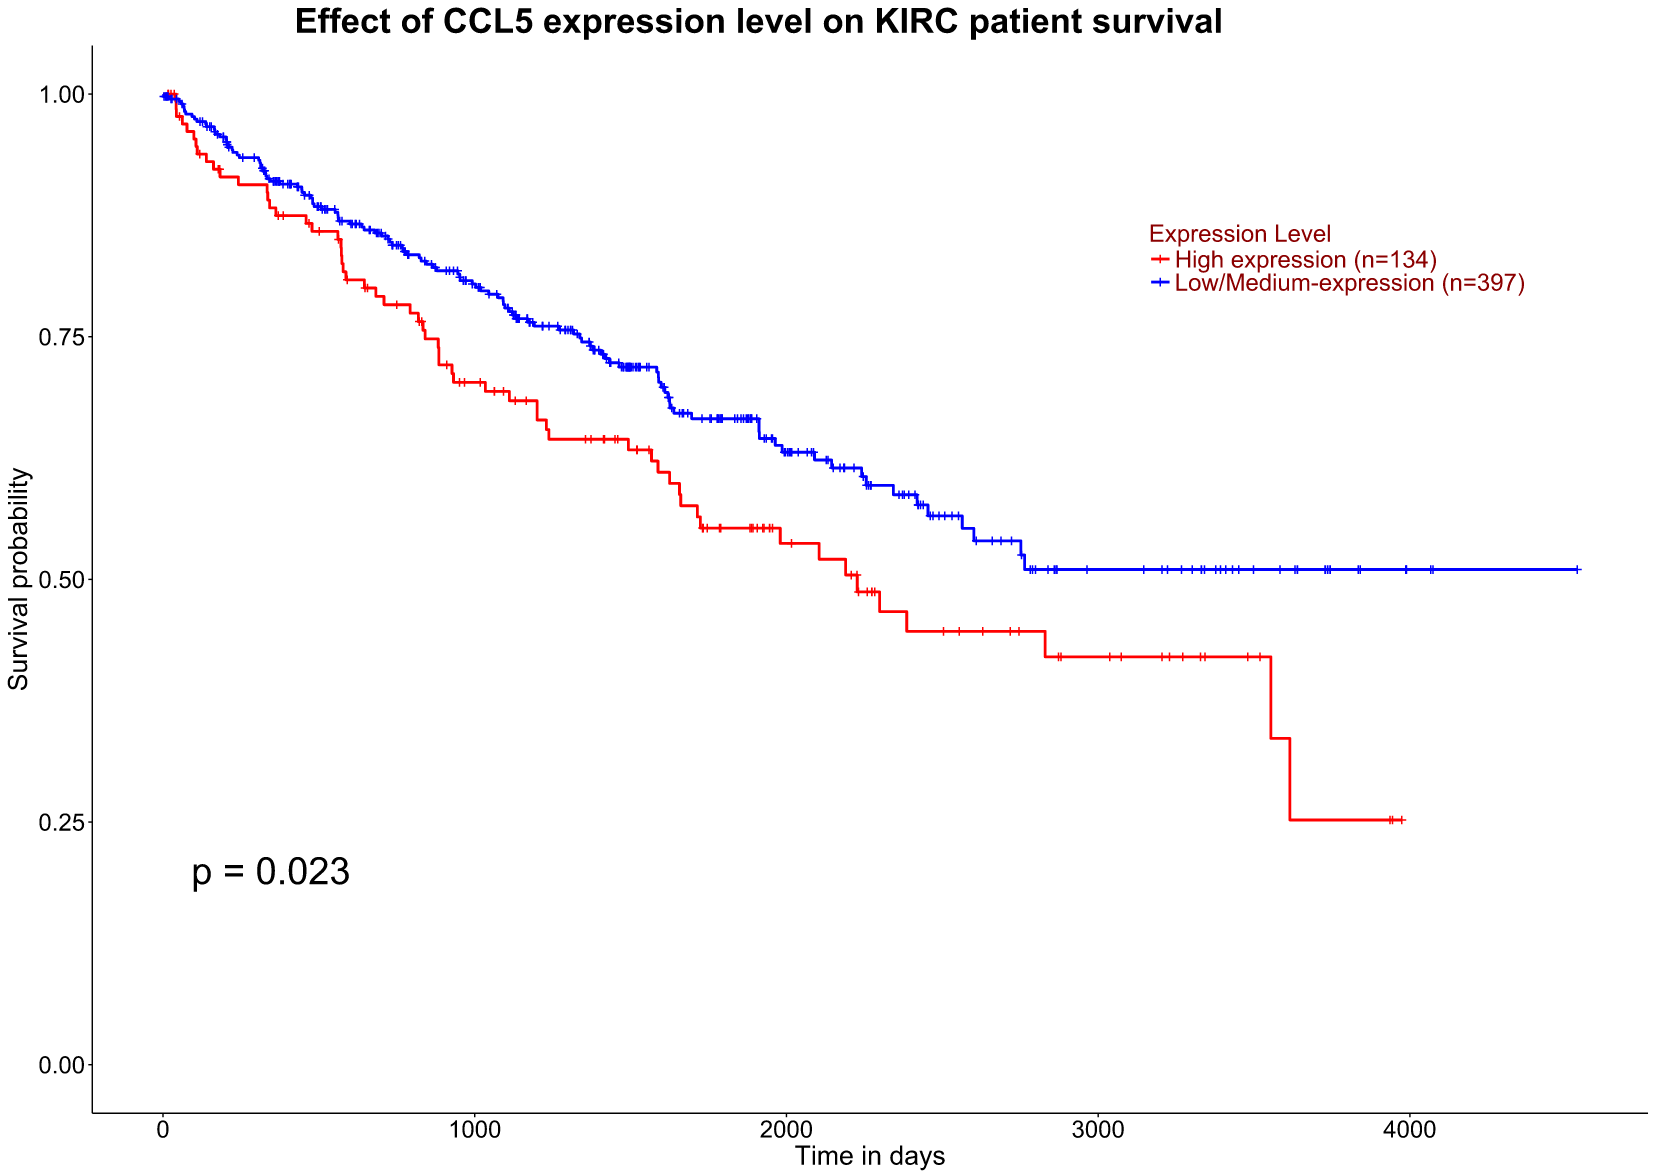 Effect of CCL5 expression level on KIRC patient survival
1.00
0.75
0.50
0.25
0.00
Survival probability
Expression Level
High expression (n=134)
Low/Medium-expression (n=397)
p = 0.023
0 1000 2000 3000 4000
Time in days